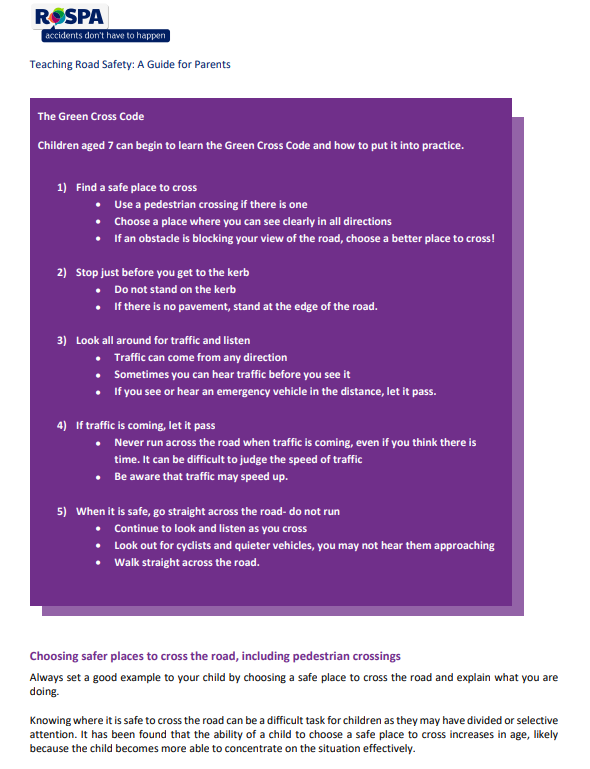 RoSPA
accidents don't have to happen
Teaching Road Safety: A Guide for Parents
The Green Cross Code
Children aged 7 can begin to learn the Green Cross Code and how to put it into practice.
1) Find a safe place to cross
• Use a pedestrian crossing if there is one
• Choose a place where you can see clearly in all directions
• If an obstacle is blocking your view of the road, choose a better place to cross!
2) Stop just before you get to the kerb
• Do not stand on the kerb
• If there is no pavement, stand at the edge of the road.
3) Look all around for traffic and listen
• Traffic can come from any direction
• Sometimes you can hear traffic before you see it
• If you see or hear an emergency vehicle in the distance, let it pass.
4) If traffic is coming, let it pass
• Never run across the road when traffic is coming, even if you think there is
time. It can be difficult to judge the speed of traffic
• Be aware that traffic may speed up.
5) When it is safe, go straight across the road- do not run
• Continue to look and listen as you cross
• Look out for cyclists and quieter vehicles, you may not hear them approaching
• Walk straight across the road.
Choosing safer places to cross the road, including pedestrian crossings
Always set a good example to your child by choosing a safe place to cross the road and explain what you are
doing.
Knowing where it is safe to cross the road can be a difficult task for children as they may have divided or selective
attention. It has been found that the ability of a child to choose a safe place to cross increases in age, likely
because the child becomes more able to concentrate on the situation effectively.